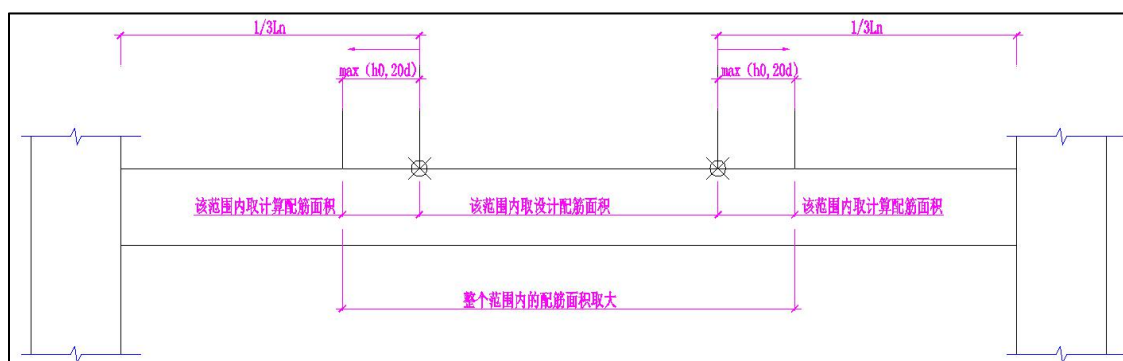 1/3Ln
1/3Ln
max (h0,20d)
max (h0,20d)
该范围内取计算配筋面积
该范围内取设计配筋面积
该范围内取计算配筋面积
整个范围内的配筋面积取大